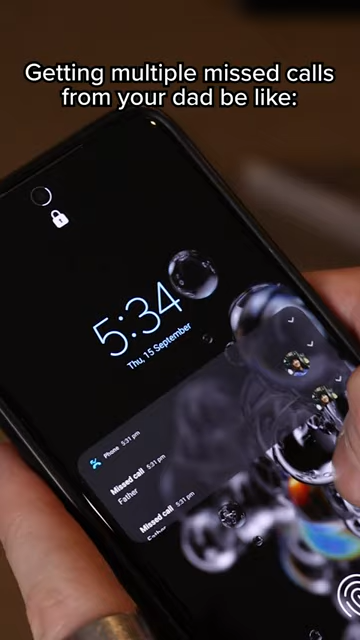 Getting multiple missed calls
from your dad be like:
5:34
Thu, 15 September
Phone 5:31 pm
Missed call 5:31 pm
Father
Missed call 5:31 pm
Father